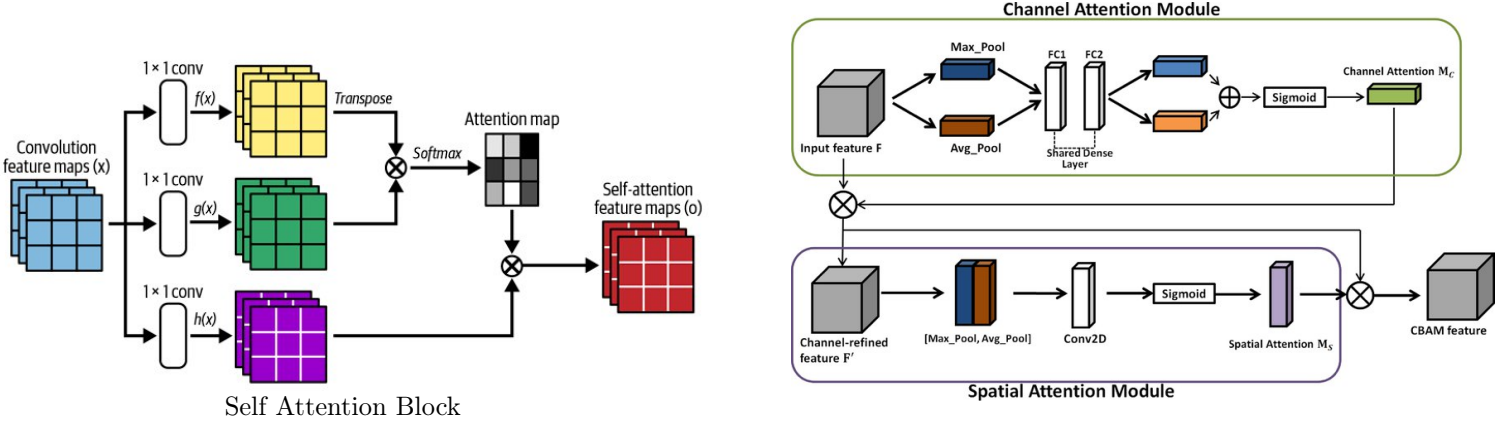 1 × 1 conv
f(x)
Transpose
Convolution
feature maps (x)
1 × 1 conv
g(x)
Softmax
Attention map
Self-attention
feature maps (o)
1 × 1 conv
h(x)
Self Attention Block
Channel Attention Module
Max_Pool
FC1
FC2
Channel Attention M_C
Sigmoid
Input feature F
Avg_Pool
Shared Dense
Layer
Sigmoid
Channel-refined
feature F'
[Max_Pool, Avg_Pool]
Conv2D
Spatial Attention M_S
CBAM feature
Spatial Attention Module